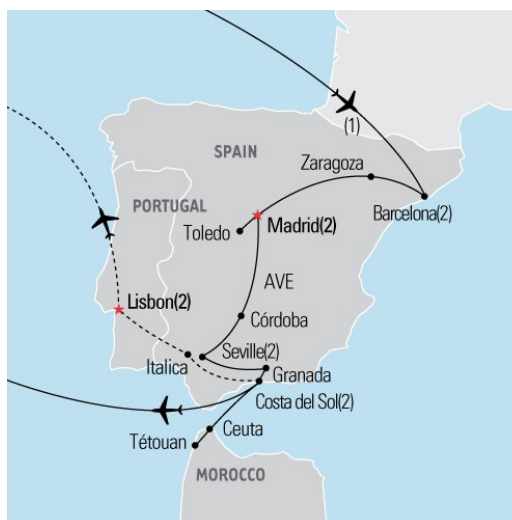 (1)
SPAIN
Zaragoza
PORTUGAL
Barcelona(2)
Toledo
Madrid(2)
AVE
Lisbon(2)
Córdoba
Italica
Seville(2)
Granada
Costa del Sol(2)
Ceuta
Tétouan
MOROCCO